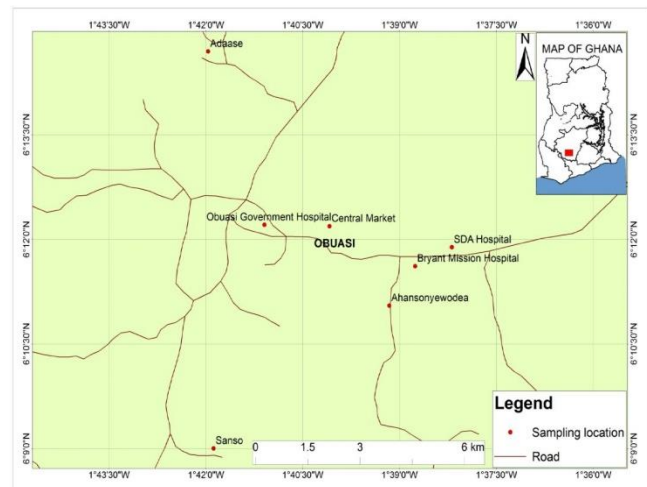 1°43'30"W 1°42'0"W 1°40'30"W 1°39'0"W 1°37'30"W 1°36'0"W
Adaase
N
MAP OF GHANA
6°13'30"N 6°13'30"N
Obuasi Government Hospital Central Market
6°12'0"N 6°12'0"N
OBUASI
SDA Hospital
Bryant Mission Hospital
Ahansonyewodea
6°10'30"N 6°10'30"N
Legend
Sampling location
Road
Sanso
0 1.5 3 6 km
6°9'0"N 6°9'0"N
1°43'30"W 1°42'0"W 1°40'30"W 1°39'0"W 1°37'30"W 1°36'0"W